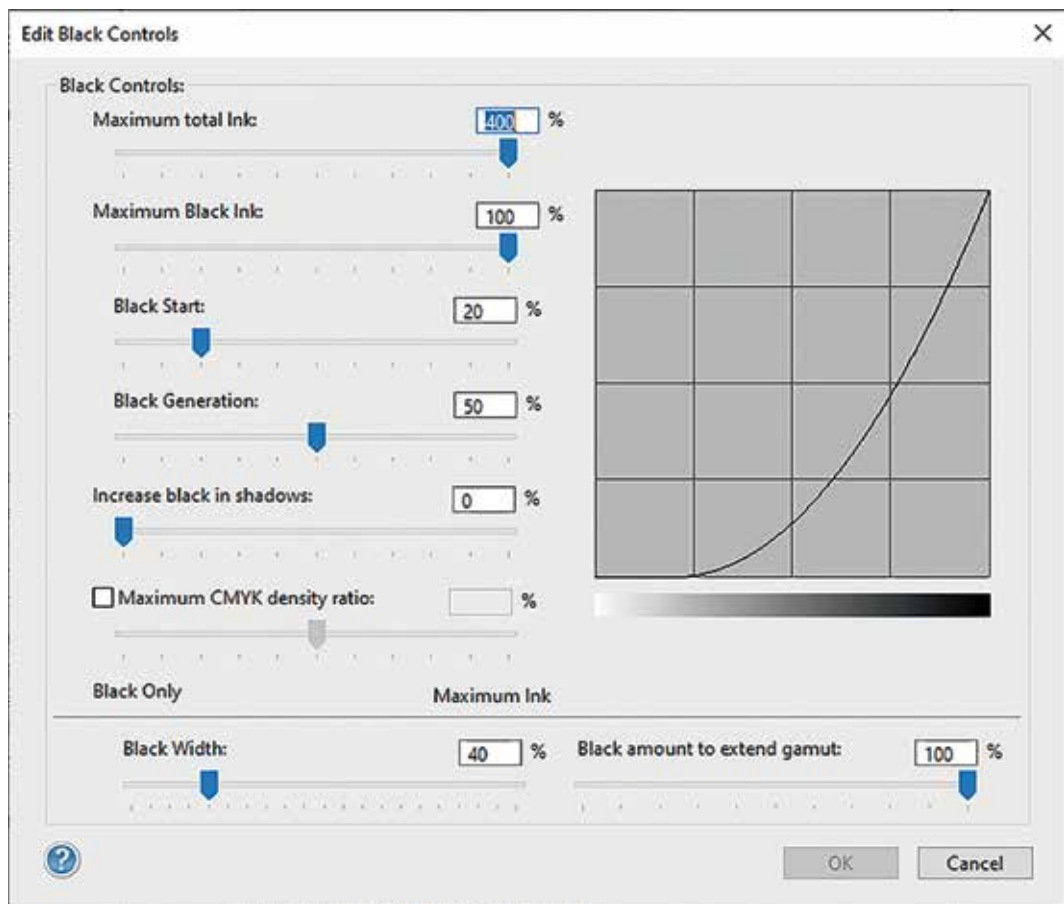 Edit Black Controls
Black Controls:
Maximum total Ink: 400 %
Maximum Black Ink: 100 %
Black Start: 20 %
Black Generation: 50 %
Increase black in shadows: 0 %
Maximum CMYK density ratio: %
Black Only Maximum Ink
Black Width: 40 % Black amount to extend gamut: 100 %
? OK Cancel